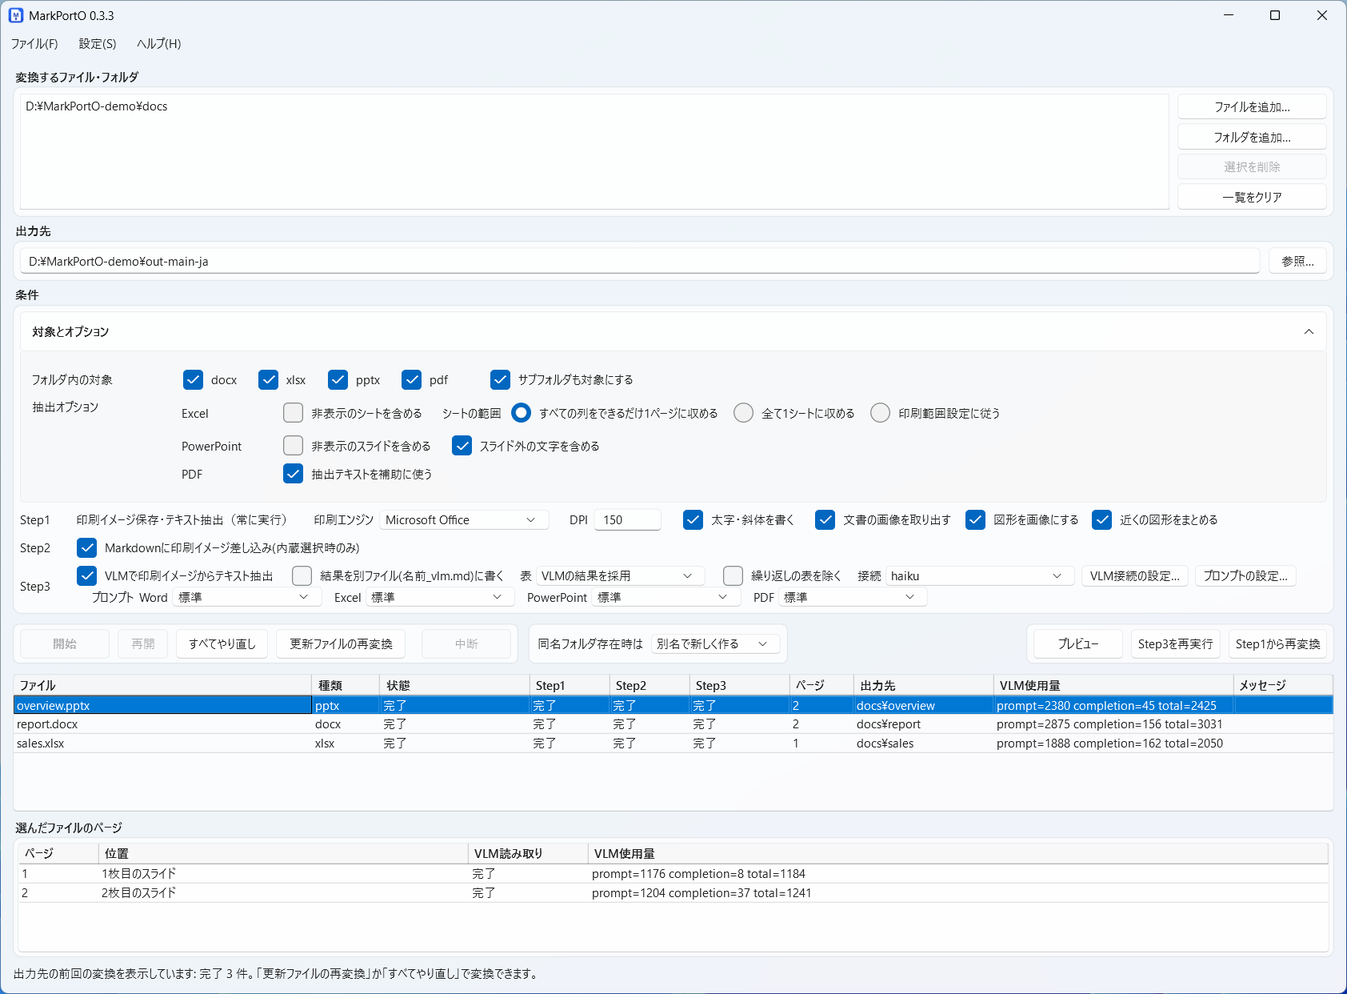 MarkPortO 0.3.3
ファイル(F) 設定(S) ヘルプ(H)
変換するファイル・フォルダ
D:¥MarkPortO-demo¥docs
ファイルを追加...
フォルダを追加...
選択を削除
一覧をクリア
出力先
D:¥MarkPortO-demo¥out-main-ja 参照...
条件
対象とオプション
フォルダ内の対象 docx xlsx pptx pdf サブフォルダも対象にする
抽出オプション Excel 非表示のシートを含める シートの範囲 すべての列をできるだけ1ページに収める 全て1シートに収める 印刷範囲設定に従う
PowerPoint 非表示のスライドを含める スライド外の文字を含める
PDF 抽出テキストを補助に使う
Step1 印刷イメージ保存・テキスト抽出（常に実行） 印刷エンジン Microsoft Office DPI 150 太字・斜体を書く 文書の画像を取り出す 図形を画像にする 近くの図形をまとめる
Step2 Markdownに印刷イメージ差し込み(内蔵選択時のみ)
Step3 VLMで印刷イメージからテキスト抽出 結果を別ファイル(名前_vlm.md)に書く 表 VLMの結果を採用 繰り返しの表を除く 接続 haiku VLM接続の設定... プロンプトの設定...
プロンプト Word 標準 Excel 標準 PowerPoint 標準 PDF 標準
開始 再開 すべてやり直し 更新ファイルの再変換 中断 同名フォルダ存在時は 別名で新しく作る プレビュー Step3を再実行 Step1から再変換
ファイル 種類 状態 Step1 Step2 Step3 ページ 出力先 VLM使用量 メッセージ
overview.pptx pptx 完了 完了 完了 完了 2 docs¥overview prompt=2380 completion=45 total=2425
report.docx docx 完了 完了 完了 完了 2 docs¥report prompt=2875 completion=156 total=3031
sales.xlsx xlsx 完了 完了 完了 完了 1 docs¥sales prompt=1888 completion=162 total=2050
選んだファイルのページ
ページ 位置 VLM読み取り VLM使用量
1 1枚目のスライド 完了 prompt=1176 completion=8 total=1184
2 2枚目のスライド 完了 prompt=1204 completion=37 total=1241
出力先の前回の変換を表示しています: 完了 3 件。「更新ファイルの再変換」か「すべてやり直し」で変換できます。